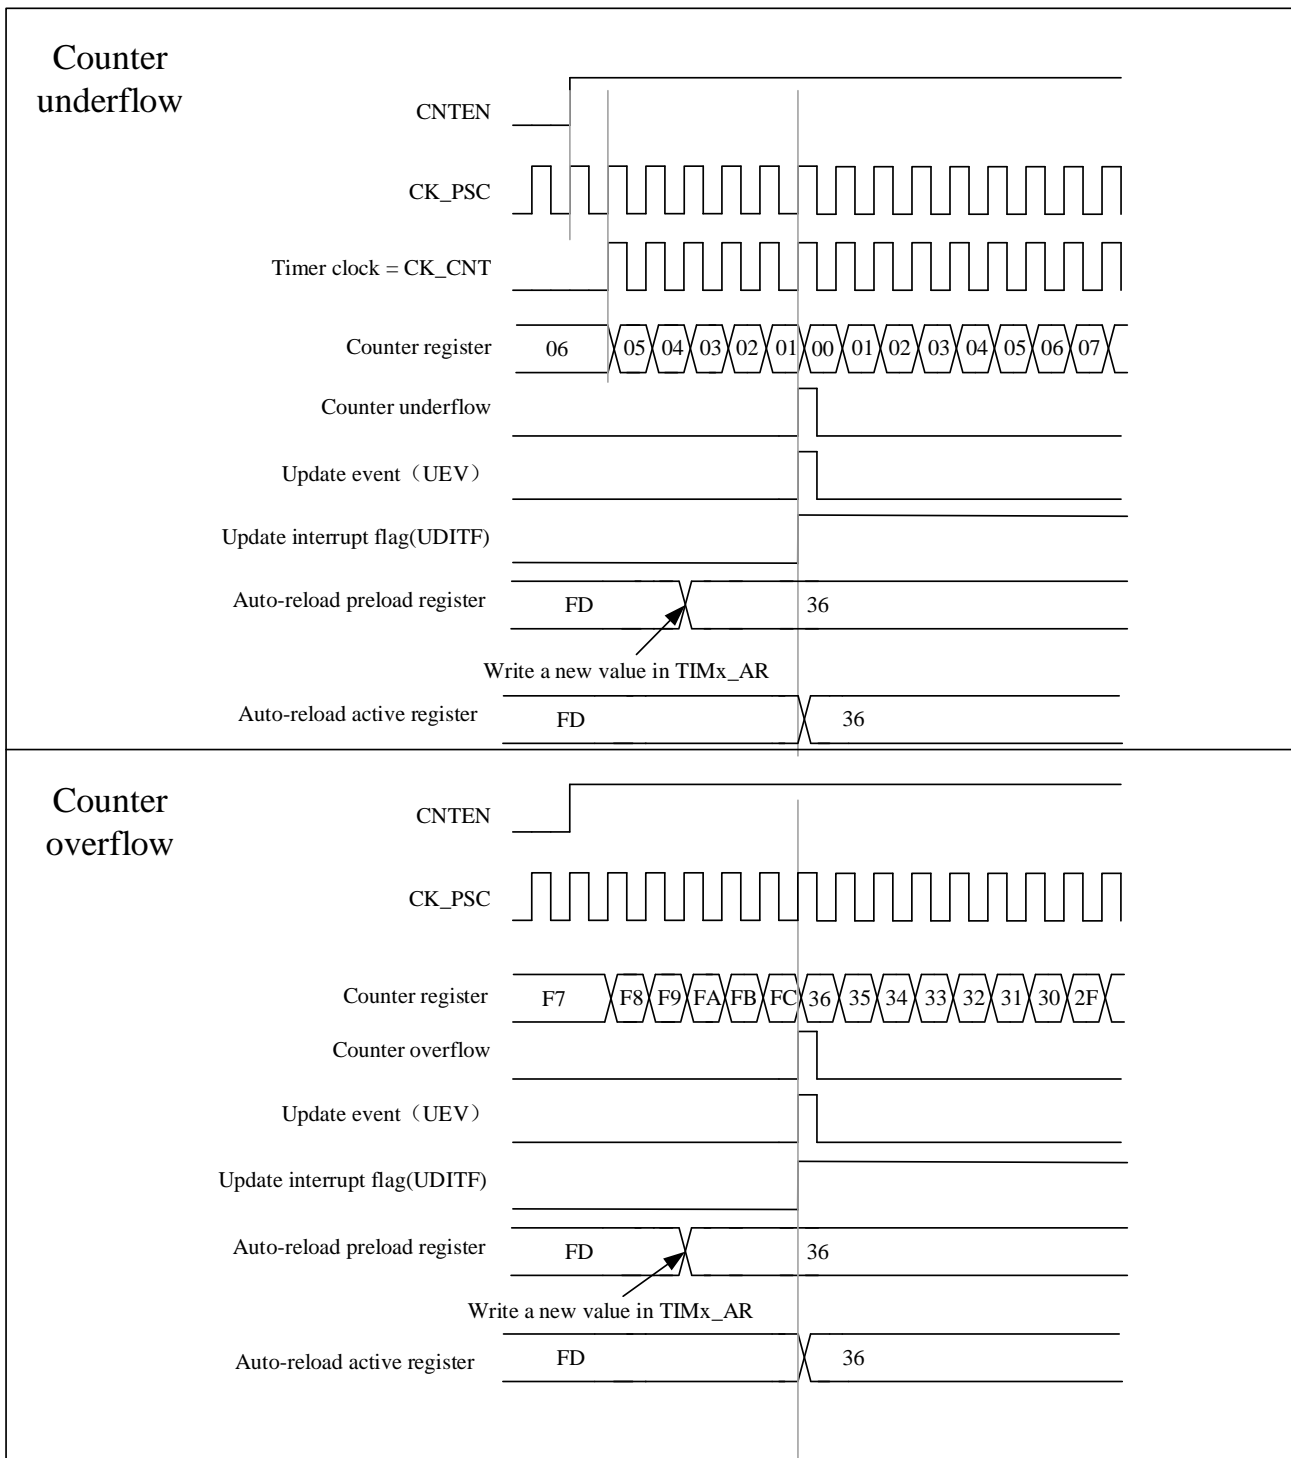 Counter
underflow
CNTEN
CK_PSC
Timer clock = CK_CNT
Counter register 06 05 04 03 02 01 00 01 02 03 04 05 06 07
Counter underflow
Update event（UEV）
Update interrupt flag(UDITF)
Auto-reload preload register FD 36
Write a new value in TIMx_AR
Auto-reload active register FD 36
Counter
overflow
CNTEN
CK_PSC
Counter register F7 F8 F9 FA FB FC 36 35 34 33 32 31 30 2F
Counter overflow
Update event（UEV）
Update interrupt flag(UDITF)
Auto-reload preload register FD 36
Write a new value in TIMx_AR
Auto-reload active register FD 36